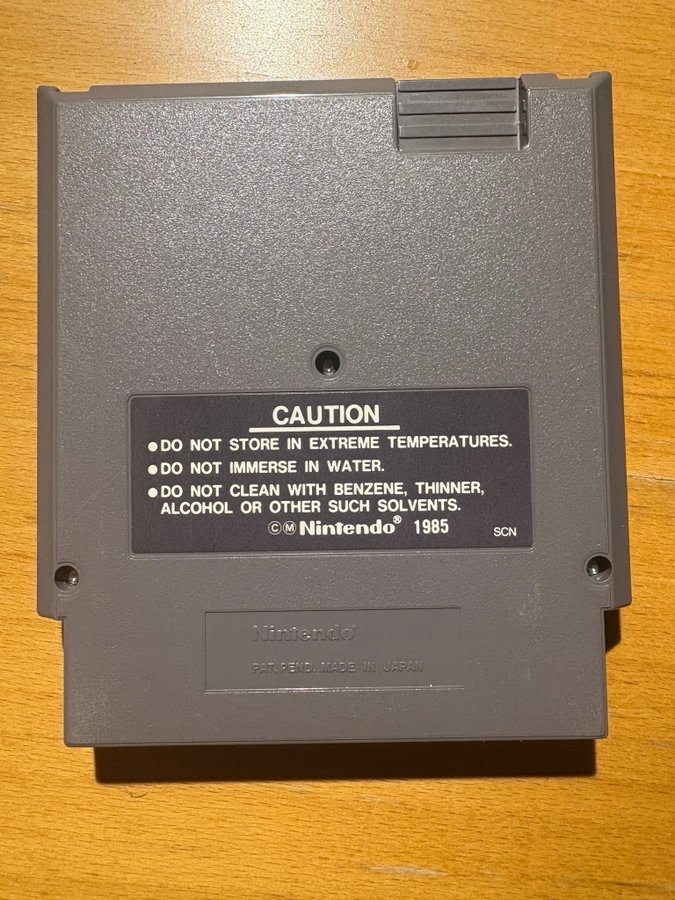 CAUTION
●DO NOT STORE IN EXTREME TEMPERATURES.
●DO NOT IMMERSE IN WATER.
●DO NOT CLEAN WITH BENZENE, THINNER,
ALCOHOL OR OTHER SUCH SOLVENTS.
ⒸⓂ Nintendo® 1985 SCN
Nintendo®
PAT. PEND. MADE IN JAPAN